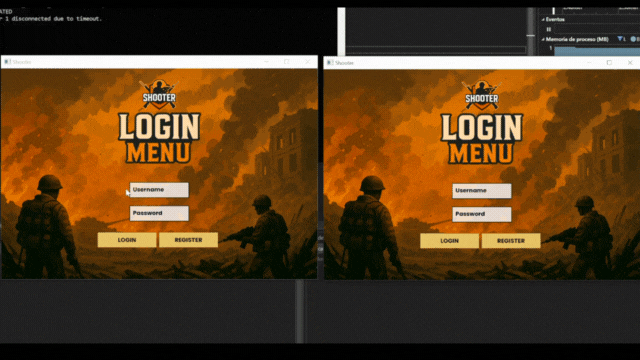 ATED
r 1 disconnected due to timeout.
Eventos
Memoria de proceso (MB)
Shooter
SHOOTER
LOGIN
MENU
Username
Password
LOGIN REGISTER
Shooter
SHOOTER
LOGIN
MENU
Username
Password
LOGIN REGISTER